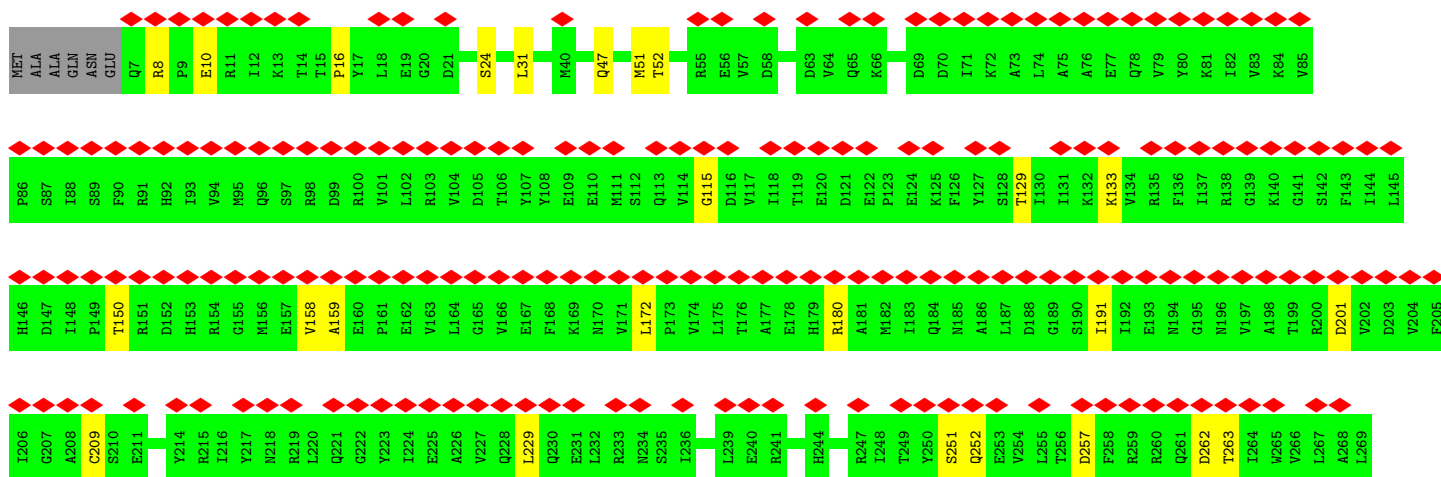 MET ALA ALA GLN ASN GLU Q7 R8 P9 E10 R11 I12 K13 T14 T15 P16 Y17 L18 E19 G20 D21 S24 L31 M40 Q47 M51 T52 R55 E56 V57 D58 D63 V64 Q65 K66 D69 D70 I71 K72 A73 L74 A75 A76 E77 Q78 V79 Y80 K81 I82 V83 K84 V85
P86 S87 I88 S89 F90 R91 H92 I93 V94 M95 Q96 S97 R98 D99 R100 V101 L102 R103 V104 D105 T106 Y107 Y108 E109 E110 M111 S112 Q113 V114 G115 D116 V117 I118 T119 E120 D121 E122 P123 E124 K125 F126 Y127 S128 T129 I130 I131 K132 K133 V134 R135 F136 I137 R138 G139 K140 G141 S142 F143 I144 L145
H146 D147 I148 P149 T150 R151 D152 H153 R154 G155 M156 E157 V158 A159 E160 P161 E162 V163 L164 G165 V166 E167 F168 K169 N170 V171 L172 P173 V174 L175 T176 A177 E178 H179 R180 A181 M182 I183 Q184 N185 A186 L187 D188 G189 S190 I191 I192 E193 N194 G195 N196 V197 A198 T199 R200 D201 V202 D203 V204 F205
I206 G207 A208 C209 S210 E211 Y214 R215 I216 Y217 N218 R219 L220 Q221 G222 Y223 I224 E225 A226 V227 Q228 L229 Q230 E231 L232 R233 N234 S235 I236 L239 E240 R241 H244 R247 I248 T249 Y250 S251 Q252 E253 V254 L255 T256 D257 F258 R259 R260 Q261 D262 T263 I264 W265 V266 L267 A268 L269